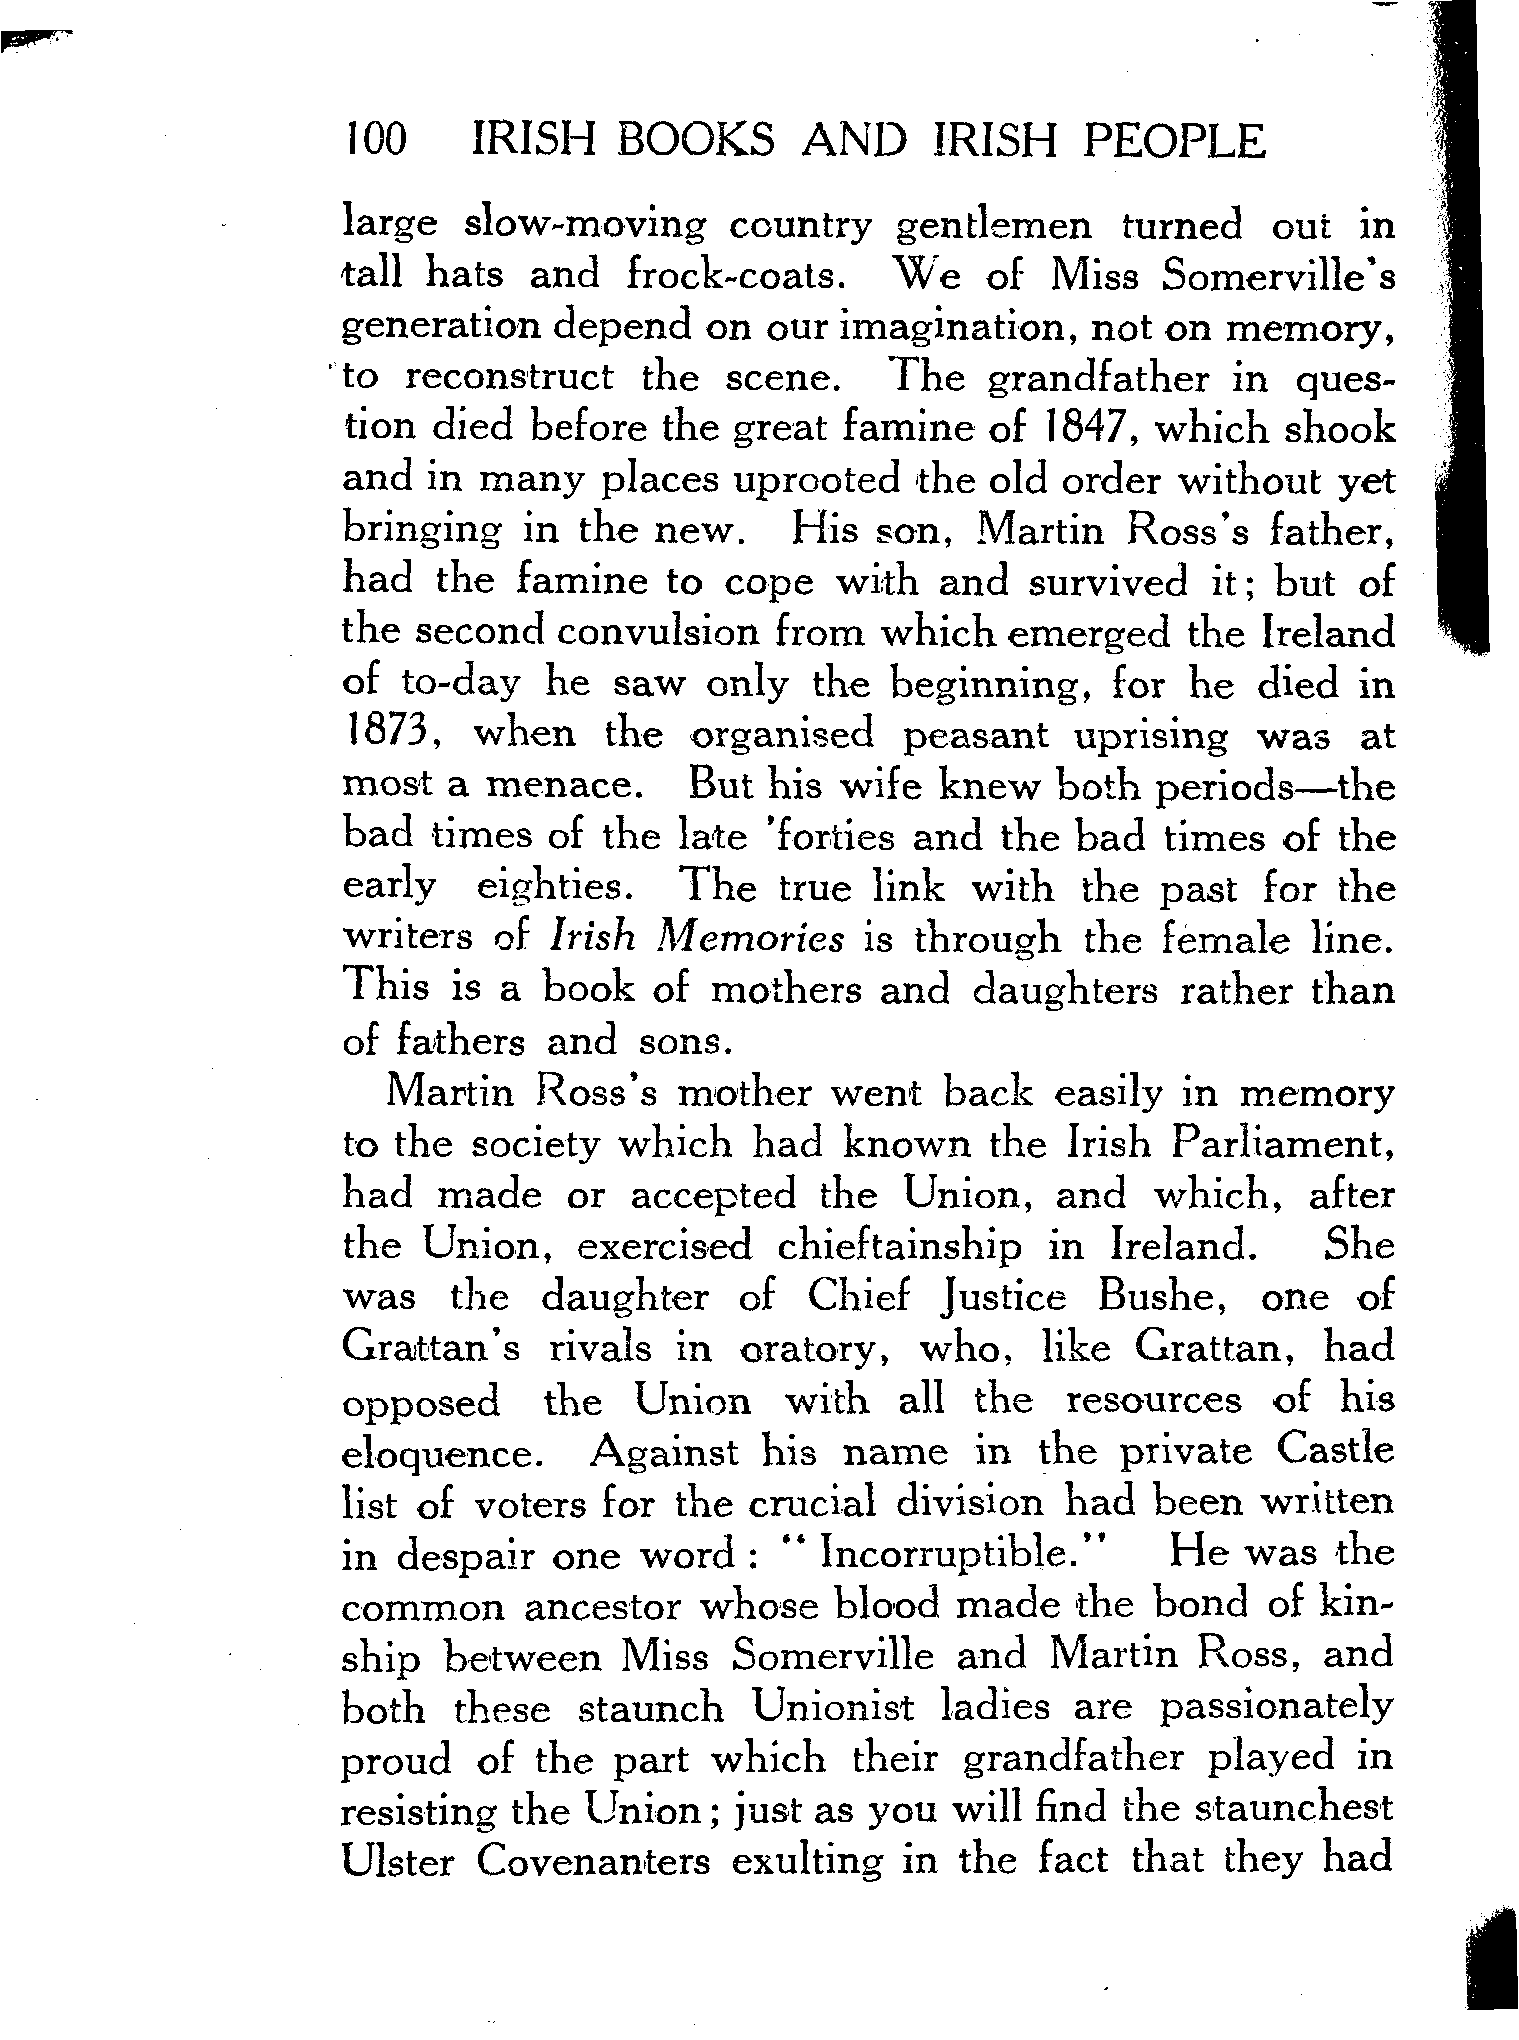 100 IRISH BOOKS AND IRISH PEOPLE
large slow-moving country gentlemen turned out in
tall hats and frock-coats. We of Miss Somerville's
generation depend on our imagination, not on memory,
to reconstruct the scene. The grandfather in ques-
tion died before the great famine of 1847, which shook
and in many places uprooted the old order without yet
bringing in the new. His son, Martin Ross's father,
had the famine to cope with and survived it; but of
the second convulsion from which emerged the Ireland
of to-day he saw only the beginning, for he died in
1873, when the organised peasant uprising was at
most a menace. But his wife knew both periods—the
bad times of the late 'forties and the bad times of the
early eighties. The true link with the past for the
writers of Irish Memories is through the female line.
This is a book of mothers and daughters rather than
of fathers and sons.
Martin Ross's mother went back easily in memory
to the society which had known the Irish Parliament,
had made or accepted the Union, and which, after
the Union, exercised chieftainship in Ireland. She
was the daughter of Chief Justice Bushe, one of
Grattan's rivals in oratory, who, like Grattan, had
opposed the Union with all the resources of his
eloquence. Against his name in the private Castle
list of voters for the crucial division had been written
in despair one word : " Incorruptible." He was the
common ancestor whose blood made the bond of kin-
ship between Miss Somerville and Martin Ross, and
both these staunch Unionist ladies are passionately
proud of the part which their grandfather played in
resisting the Union; just as you will find the staunchest
Ulster Covenanters exulting in the fact that they had